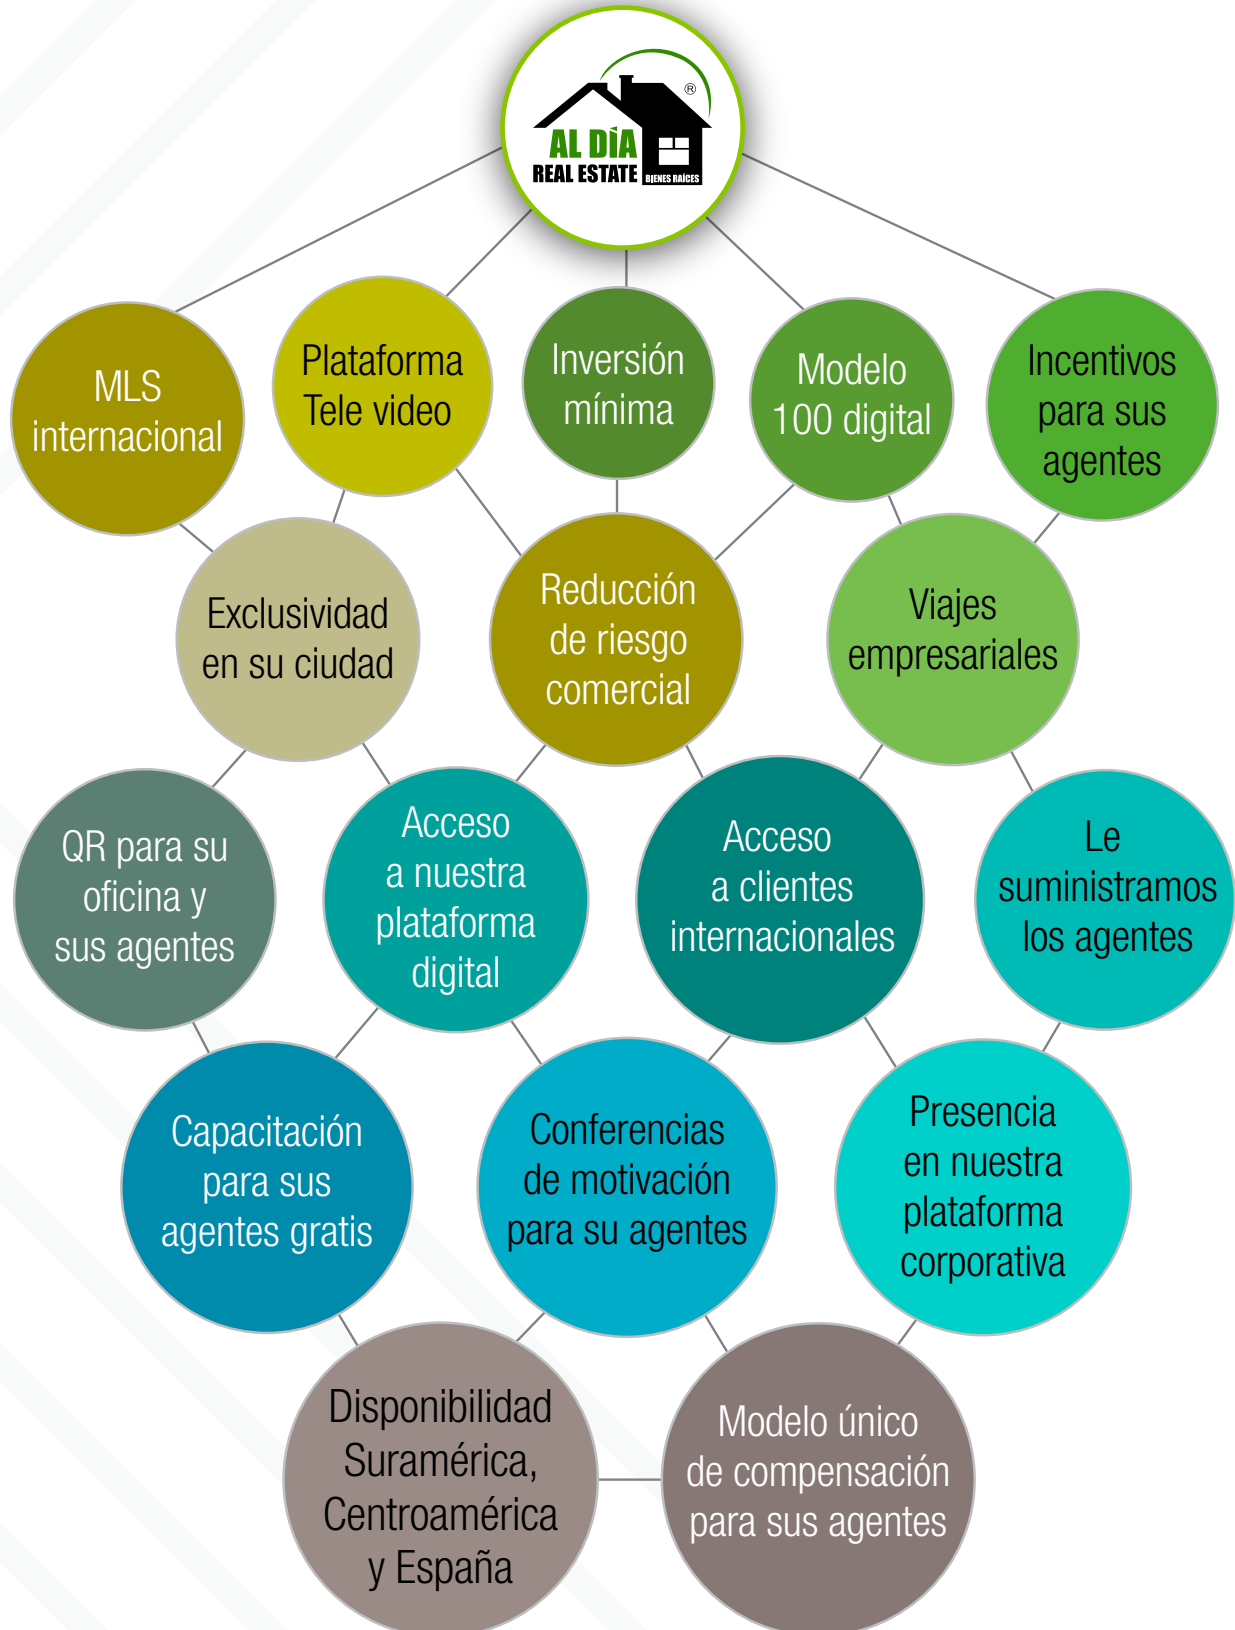 ®
AL DÍA
REAL ESTATE
BIENES RAÍCES
MLS
internacional
Plataforma
Tele video
Inversión
mínima
Modelo
100 digital
Incentivos
para sus
agentes
Exclusividad
en su ciudad
Reducción
de riesgo
comercial
Viajes
empresariales
QR para su
oficina y
sus agentes
Acceso
a nuestra
plataforma
digital
Acceso
a clientes
internacionales
Le
suministramos
los agentes
Capacitación
para sus
agentes gratis
Conferencias
de motivación
para su agentes
Presencia
en nuestra
plataforma
corporativa
Disponibilidad
Suramérica,
Centroamérica
y España
Modelo único
de compensación
para sus agentes